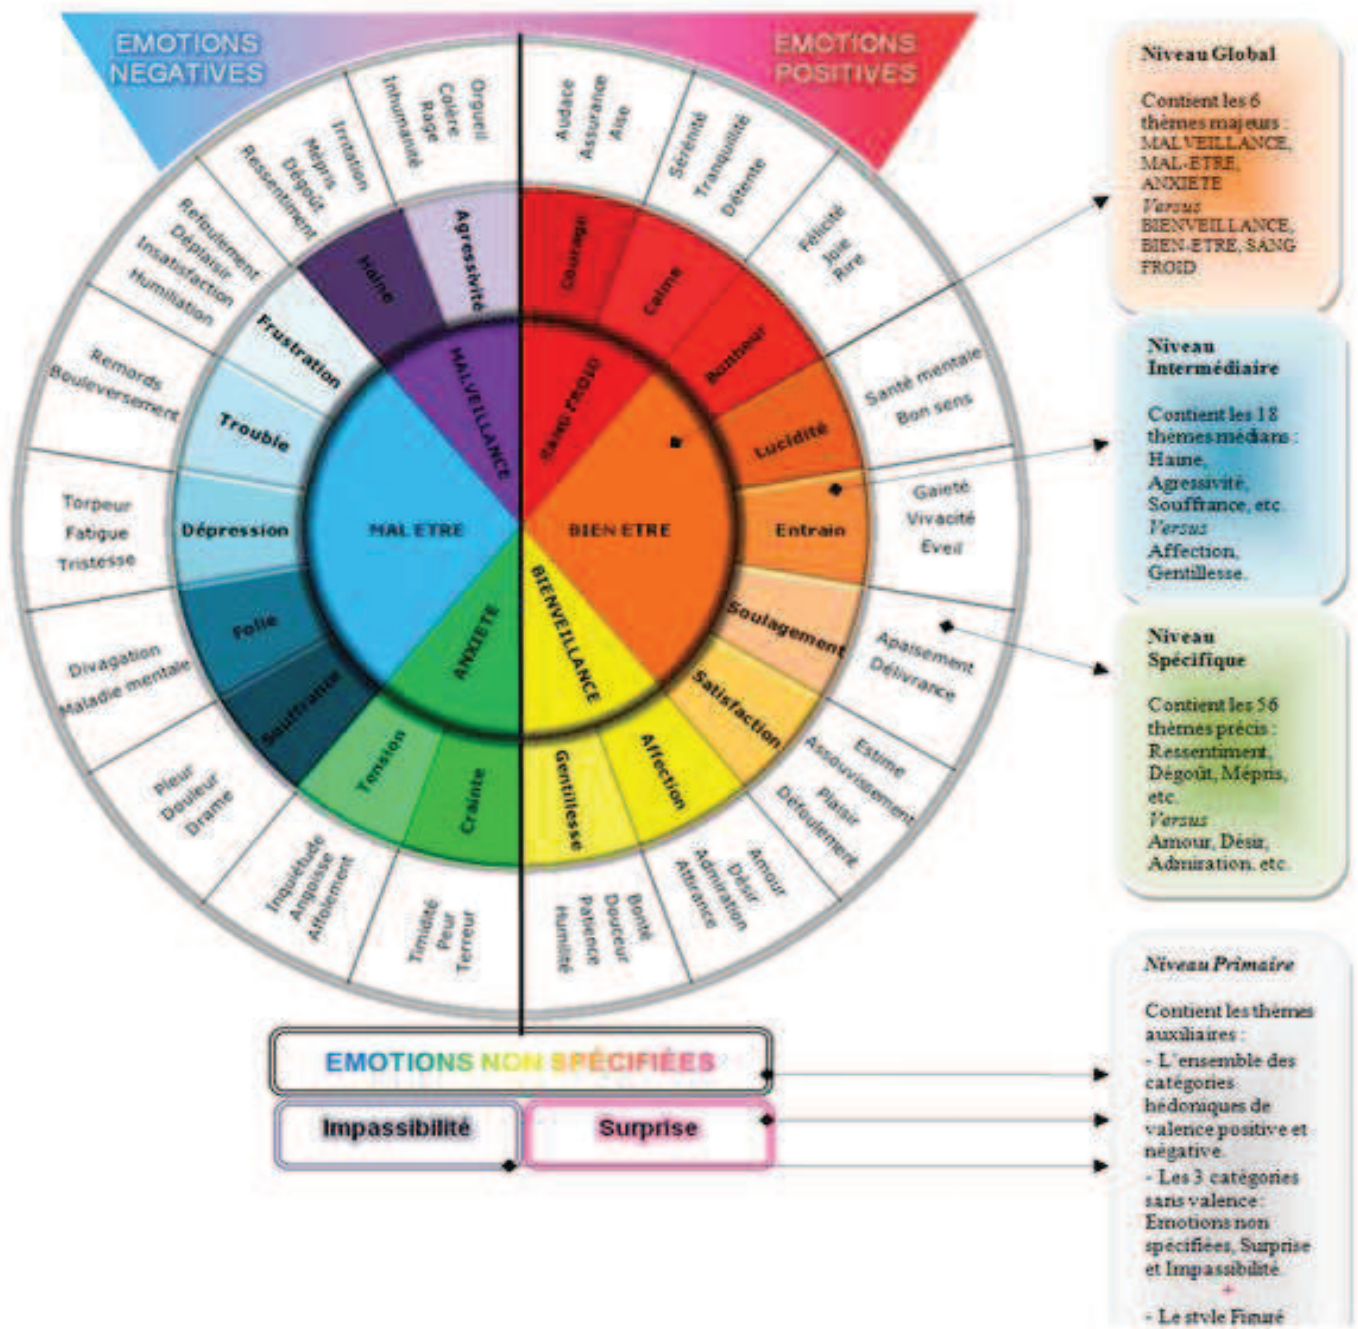 EMOTIONS
NEGATIVES
EMOTIONS
POSITIVES
Orgueil
Colère
Rage
Inhumanité
Irritation
Mépris
Dégoût
Ressentiment
Refoulement
Déplaisir
Insatisfaction
Humiliation
Remords
Bouleversement
Torpeur
Fatigue
Tristesse
Divagation
Maladie mentale
Pleur
Douleur
Drame
Inquiétude
Angoisse
Affolement
Timidité
Peur
Terreur
Audace
Assurance
Aise
Sérénité
Tranquillité
Détente
Félicité
Joie
Rire
Santé mentale
Bon sens
Gaieté
Vivacité
Eveil
Apaisement
Délivrance
Estime
Assouvissement
Plaisir
Défoulement
Amour
Désir
Admiration
Attirance
Bonté
Douceur
Patience
Humilité
Agressivité
Haine
Frustration
Trouble
Dépression
Folie
Souffrance
Tension
Crainte
Courage
Calme
Bonheur
Lucidité
Entrain
Soulagement
Satisfaction
Affection
Gentillesse
MALVEILLANCE
MAL ETRE
ANXIETE
SANG FROID
BIEN ETRE
BIENVEILLANCE
EMOTIONS NON SPÉCIFIÉES
Impassibilité
Surprise
Niveau Global
Contient les 6
thèmes majeurs :
MALVEILLANCE,
MAL-ETRE,
ANXIETE
Versus
BIENVEILLANCE,
BIEN-ETRE, SANG
FROID
Niveau
Intermédiaire
Contient les 18
thèmes médians :
Haine,
Agressivité,
Souffrance, etc.
Versus
Affection,
Gentillesse.
Niveau
Spécifique
Contient les 56
thèmes précis :
Ressentiment,
Dégoût, Mépris,
etc.
Versus
Amour, Désir,
Admiration. etc.
Niveau Primaire
Contient les thèmes
auxiliaires :
- L'ensemble des
catégories
hédoniques de
valence positive et
négative.
- Les 3 catégories
sans valence :
Emotions non
spécifiées, Surprise
et Impassibilité.
+
- Le style Figuré